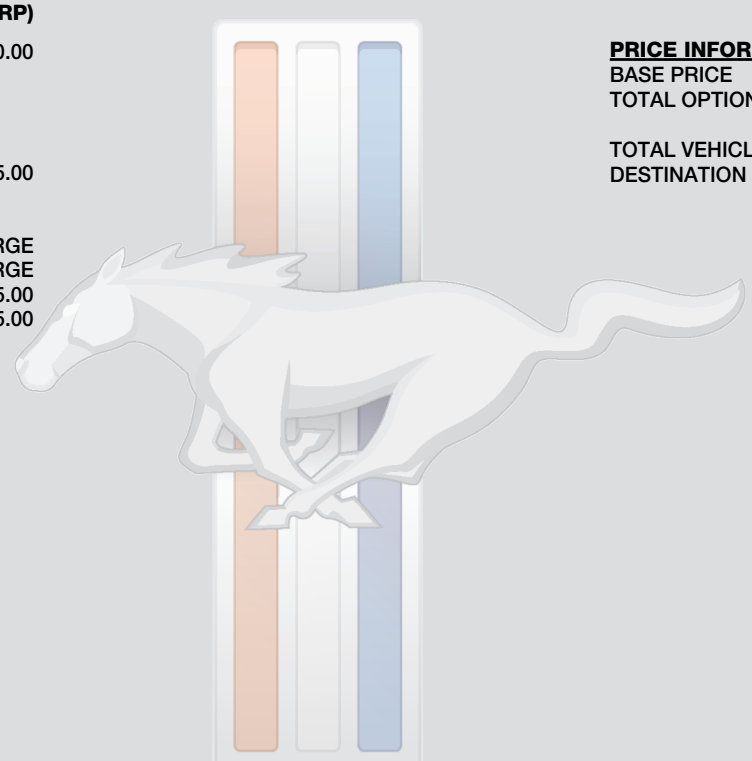 RP)
0.00
5.00
RGE
RGE
5.00
5.00
PRICE INFOR
BASE PRICE
TOTAL OPTION
TOTAL VEHICL
DESTINATION